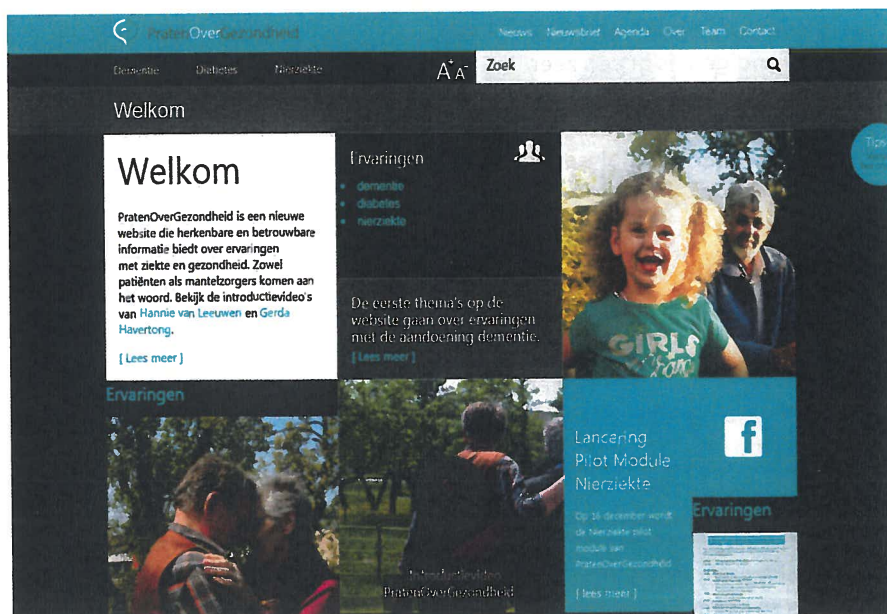 PratenOverGezondheid
Nieuws Nieuwsbrief Agenda Over Team Contact
Dementie Diabetes Nierziekte
A+ A- Zoek
Welkom
Welkom
PratenOverGezondheid is een nieuwe
website die herkenbare en betrouwbare
informatie biedt over ervaringen
met ziekte en gezondheid. Zowel
patiënten als mantelzorgers komen aan
het woord. Bekijk de introductievideo's
van Hannie van Leeuwen en Gerda
Havertong.
[ Lees meer ]
Ervaringen
dementie
diabetes
nierziekte
De eerste thema's op de
website gaan over ervaringen
met de aandoening dementie.
[ Lees meer ]
GIRLS
Tips
Ervaringen
Introductievideo
PratenOverGezondheid
Lancering
Pilot Module
Nierziekte
Op 16 december wordt
de Nierziekte pilot
module van
PratenOverGezondheid
[ lees meer ]
f
Ervaringen